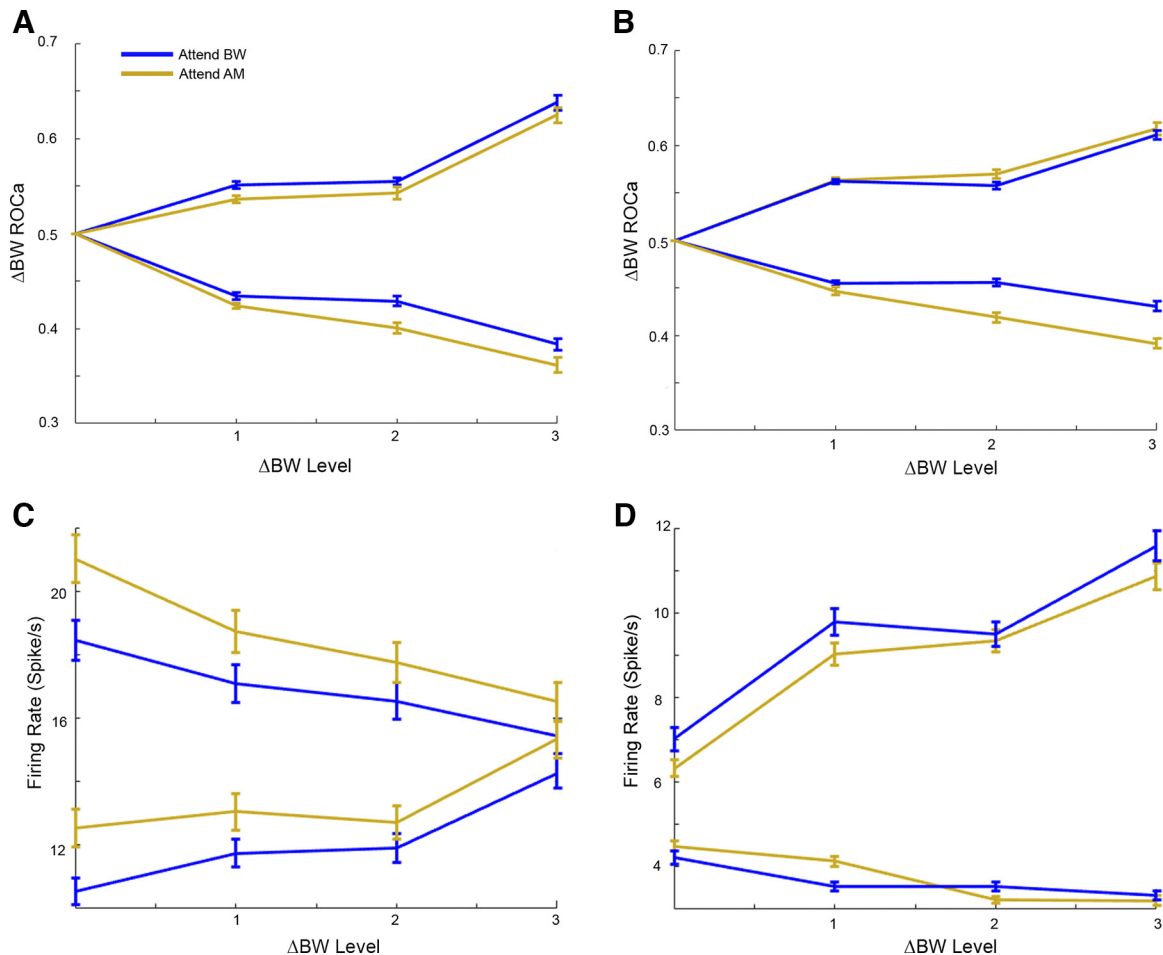 A
0.7
Attend BW
Attend AM
0.6
0.5
0.4
0.3
ΔBW ROCa
1
2
3
ΔBW Level
B
0.7
0.6
0.5
0.4
0.3
ΔBW ROCa
1
2
3
ΔBW Level
C
20
16
12
Firing Rate (Spike/s)
1
2
3
ΔBW Level
D
12
10
8
6
4
Firing Rate (Spike/s)
1
2
3
ΔBW Level